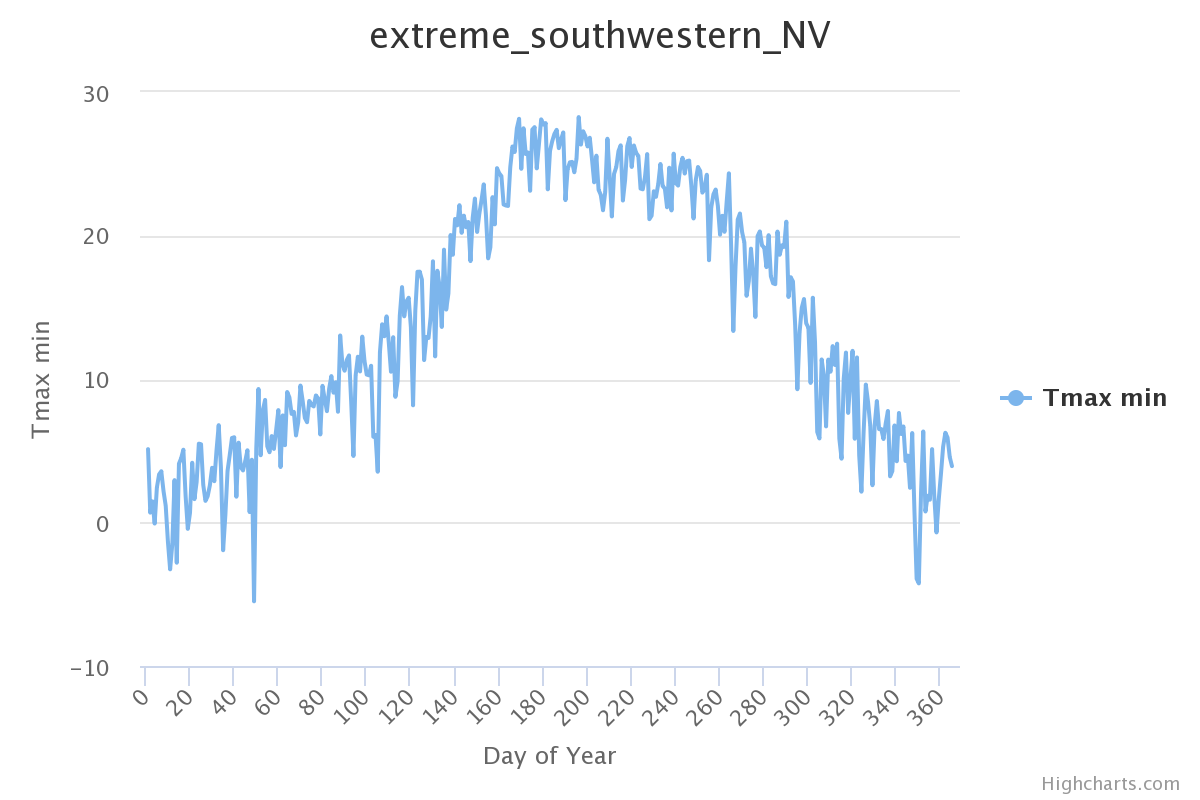 extreme_southwestern_NV
30
20
10
0
−10
Tmax min
0 20 40 60 80 100 120 140 160 180 200 220 240 260 280 300 320 340 360
Day of Year
Tmax min
Highcharts.com